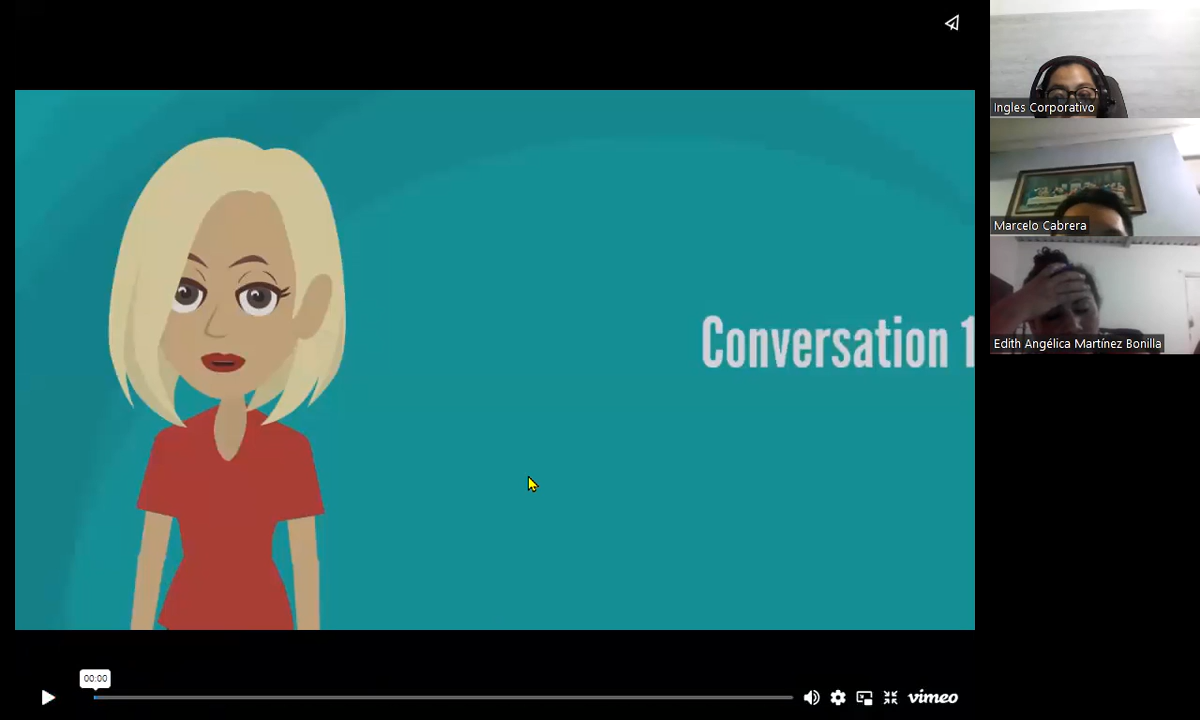 Conversation 1
00:00
vimeo
Ingles Corporativo
Marcelo Cabrera
Edith Angélica Martínez Bonilla